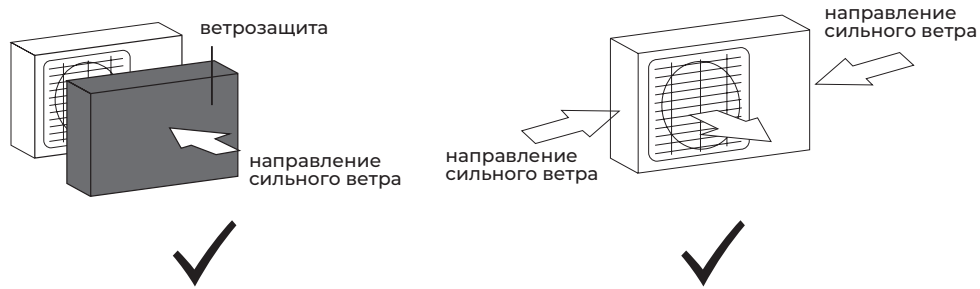 ветрозащита
направление
сильного ветра
направление
сильного ветра
направление
сильного ветра